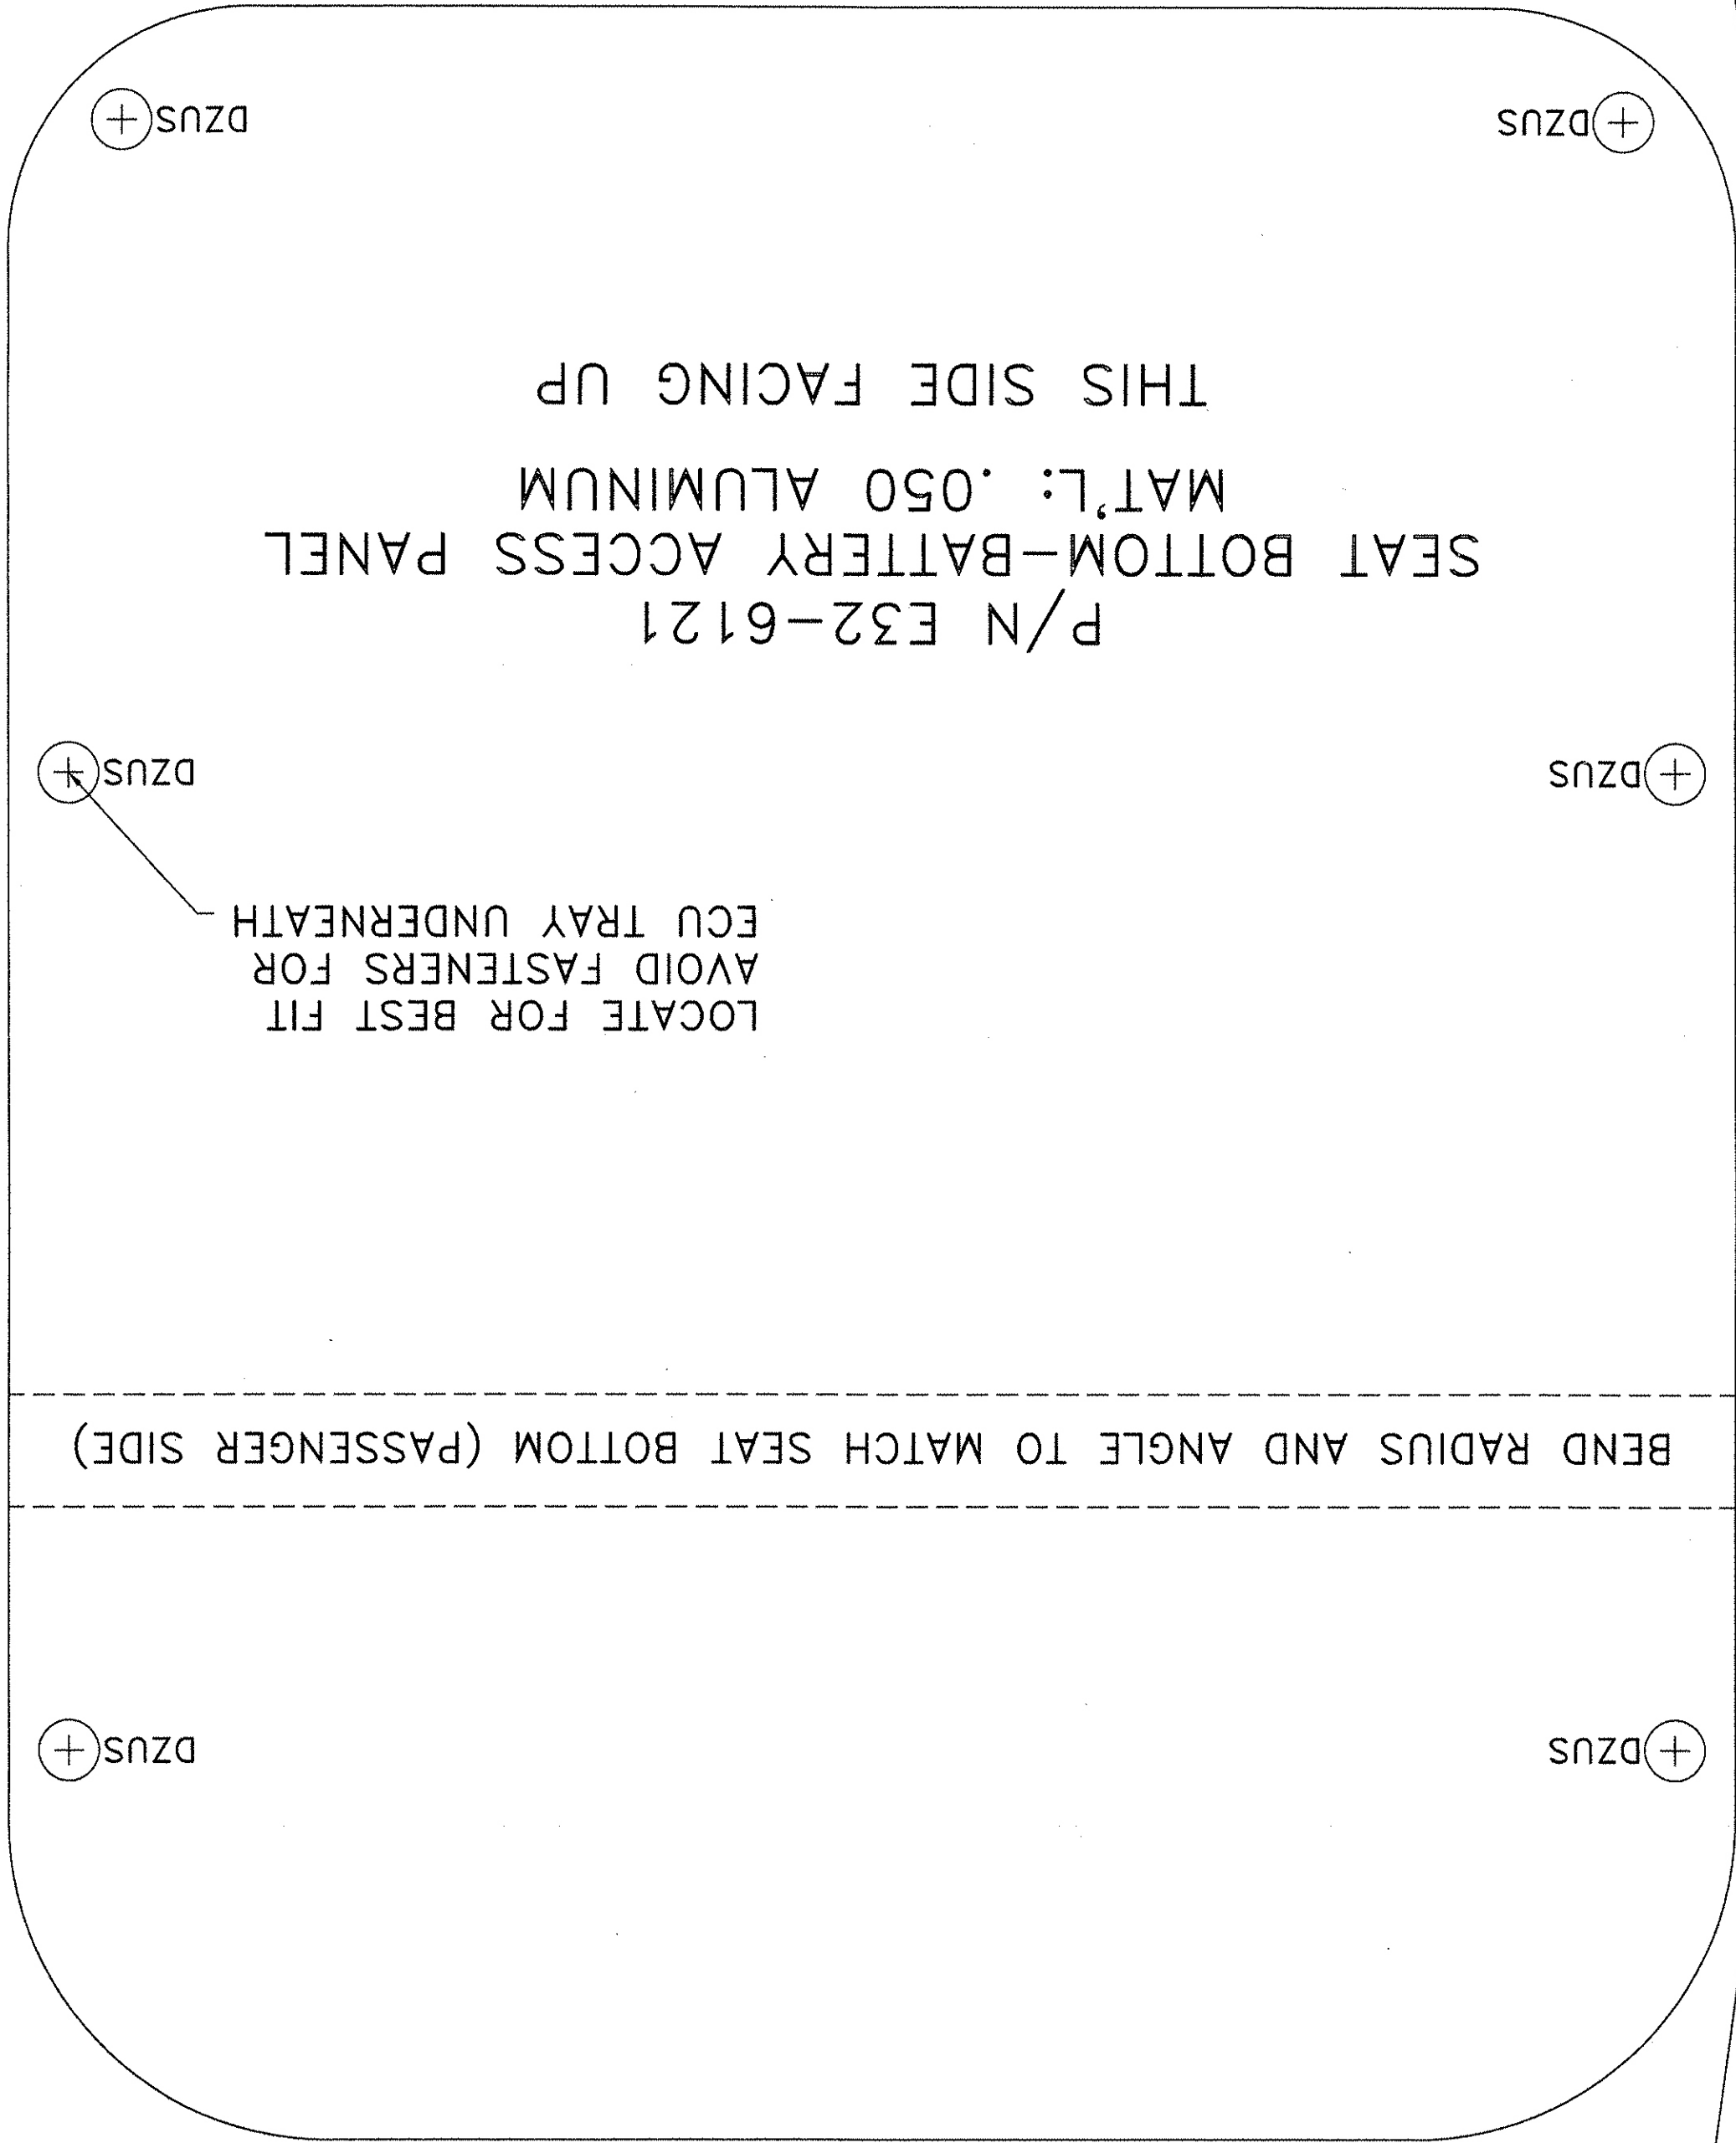 DZUS
DZUS
BEND RADIUS AND ANGLE TO MATCH SEAT BOTTOM (PASSENGER SIDE)
LOCATE FOR BEST FIT
AVOID FASTENERS FOR
ECU TRAY UNDERNEATH
DZUS
DZUS
P/N E32-6121
SEAT BOTTOM-BATTERY ACCESS PANEL
MAT'L: .050 ALUMINUM
THIS SIDE FACING UP
DZUS
DZUS